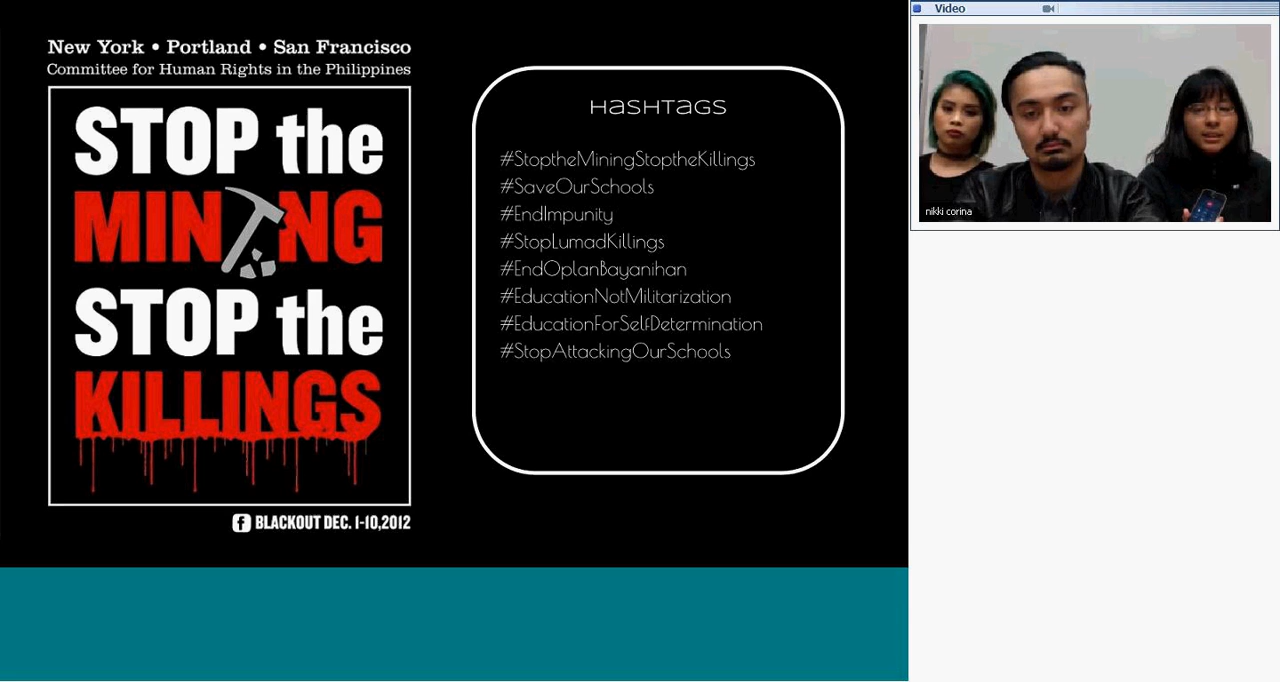 New York • Portland • San Francisco
Committee for Human Rights in the Philippines
STOP the
MINING
STOP the
KILLINGS
f BLACKOUT DEC. 1-10,2012
HASHTAGS
#StoptheMiningStoptheKillings
#SaveOurSchools
#EndImpunity
#StopLumadKillings
#EndOplanBayanihan
#EducationNotMilitarization
#EducationForSelfDetermination
#StopAttackingOurSchools
Video
nikki corina